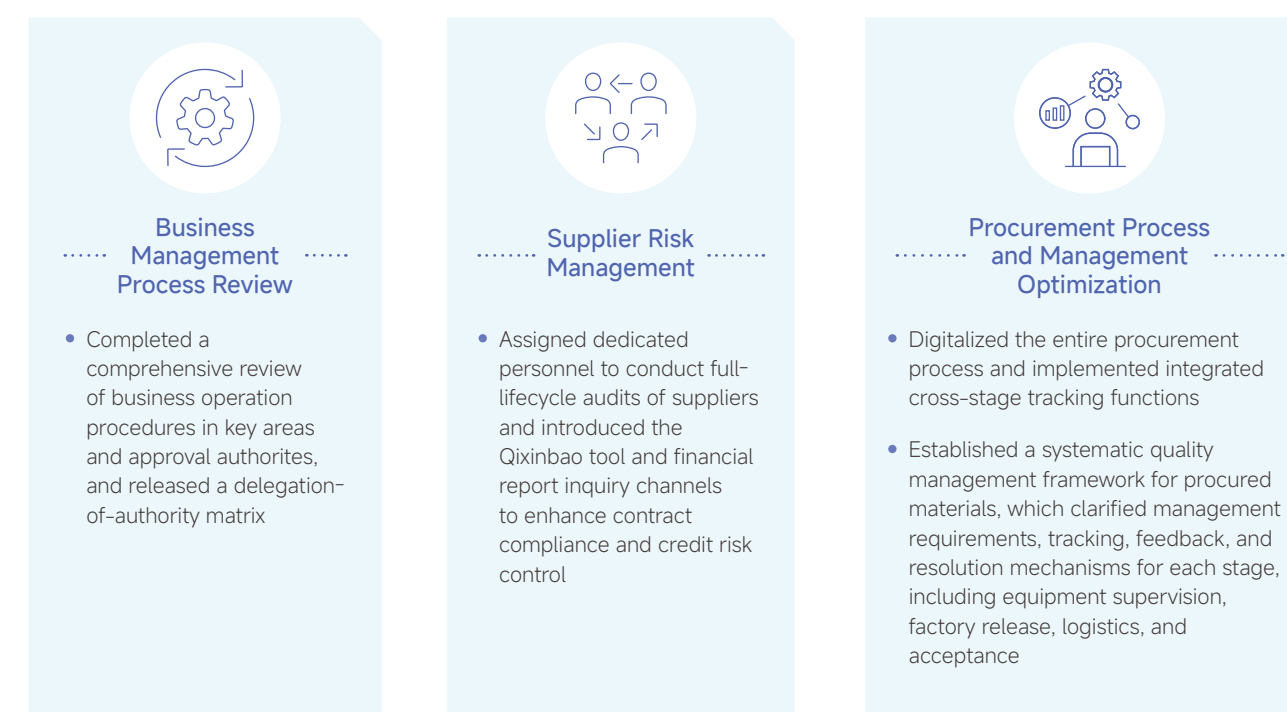 Business
Management
Process Review
• Completed a
comprehensive review
of business operation
procedures in key areas
and approval authorites,
and released a delegation-
of-authority matrix
Supplier Risk
Management
• Assigned dedicated
personnel to conduct full-
lifecycle audits of suppliers
and introduced the
Qixinbao tool and financial
report inquiry channels
to enhance contract
compliance and credit risk
control
Procurement Process
and Management
Optimization
• Digitalized the entire procurement
process and implemented integrated
cross-stage tracking functions
• Established a systematic quality
management framework for procured
materials, which clarified management
requirements, tracking, feedback, and
resolution mechanisms for each stage,
including equipment supervision,
factory release, logistics, and
acceptance